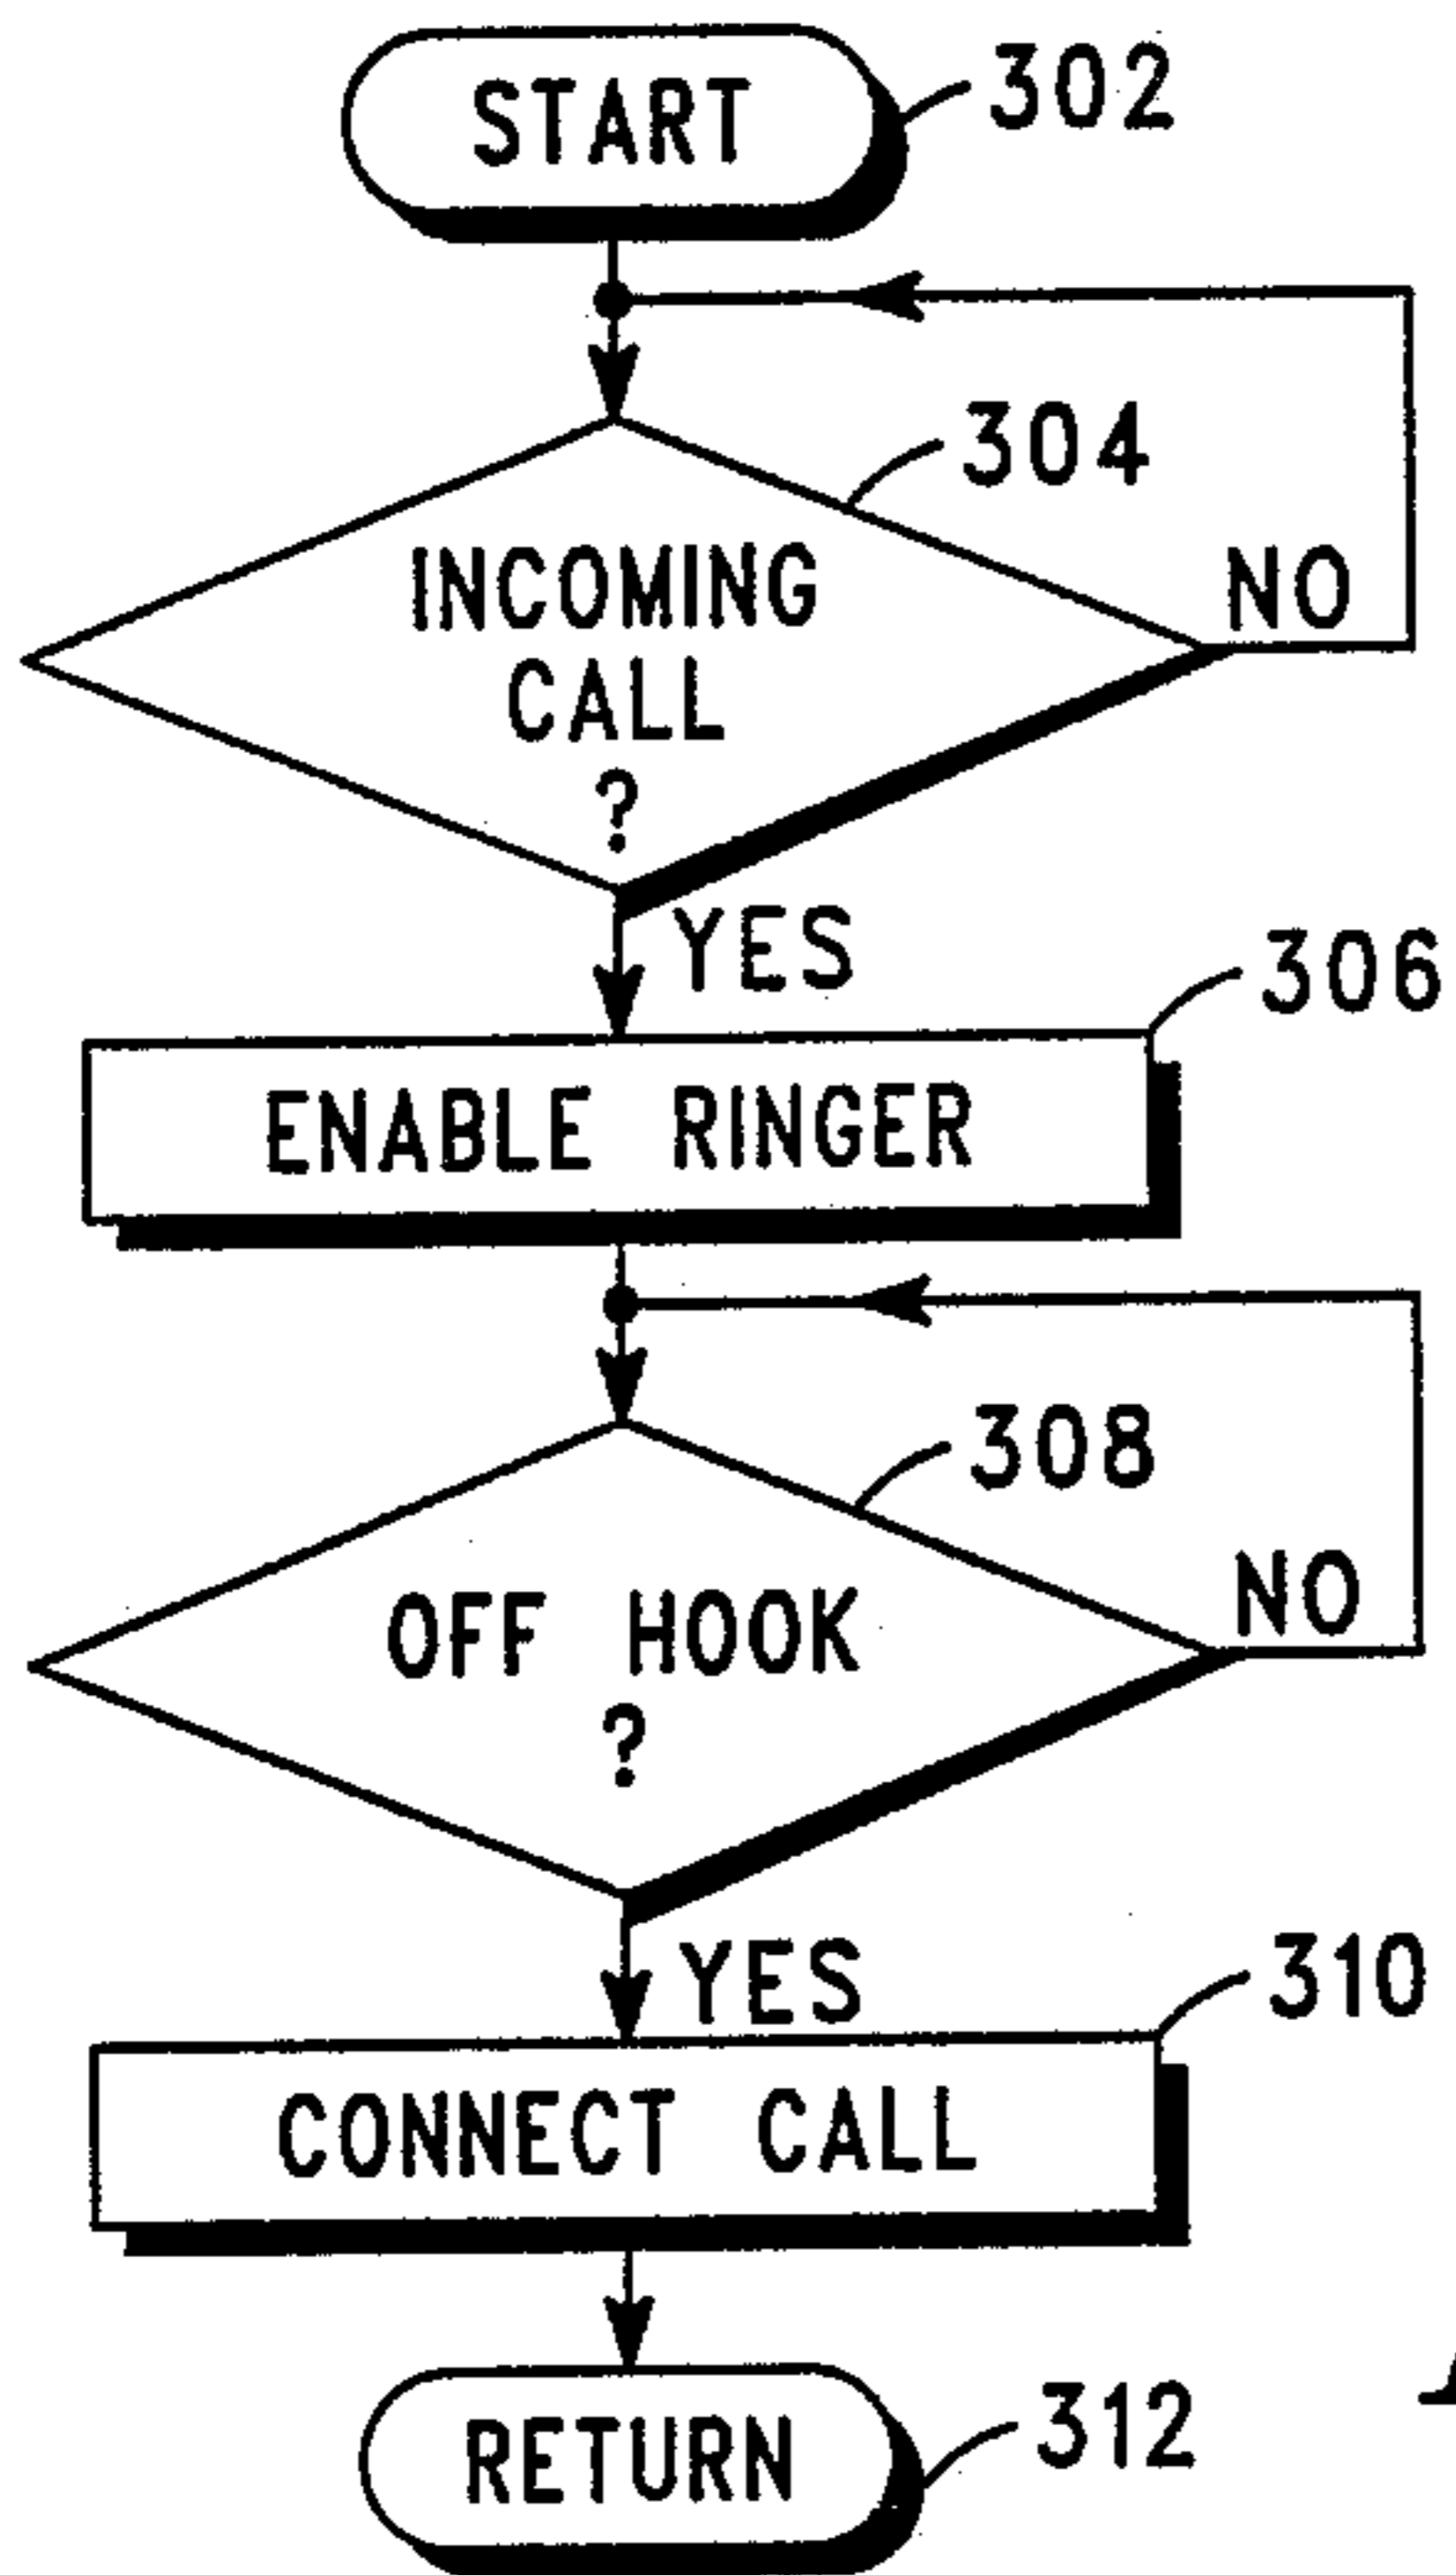 START
302
304
INCOMING
CALL
?
NO
YES
306
ENABLE RINGER
308
OFF HOOK
?
NO
YES
310
CONNECT CALL
RETURN
312